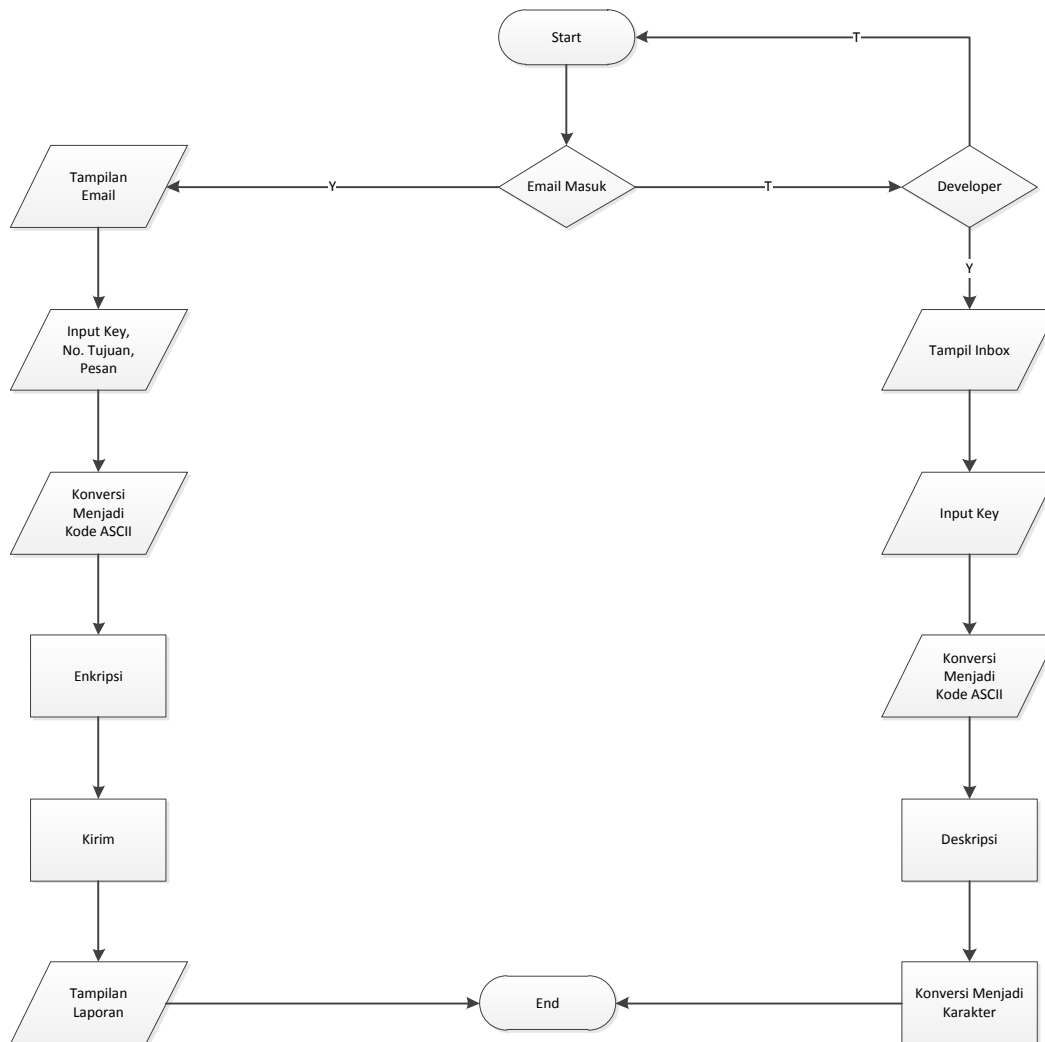 Start
T
Tampilan
Email
Y
Email Masuk
T
Developer
Y
Input Key,
No. Tujuan,
Pesan
Tampil Inbox
Konversi
Menjadi
Kode ASCII
Input Key
Enkripsi
Konversi
Menjadi
Kode ASCII
Kirim
Deskripsi
Tampilan
Laporan
End
Konversi Menjadi
Karakter